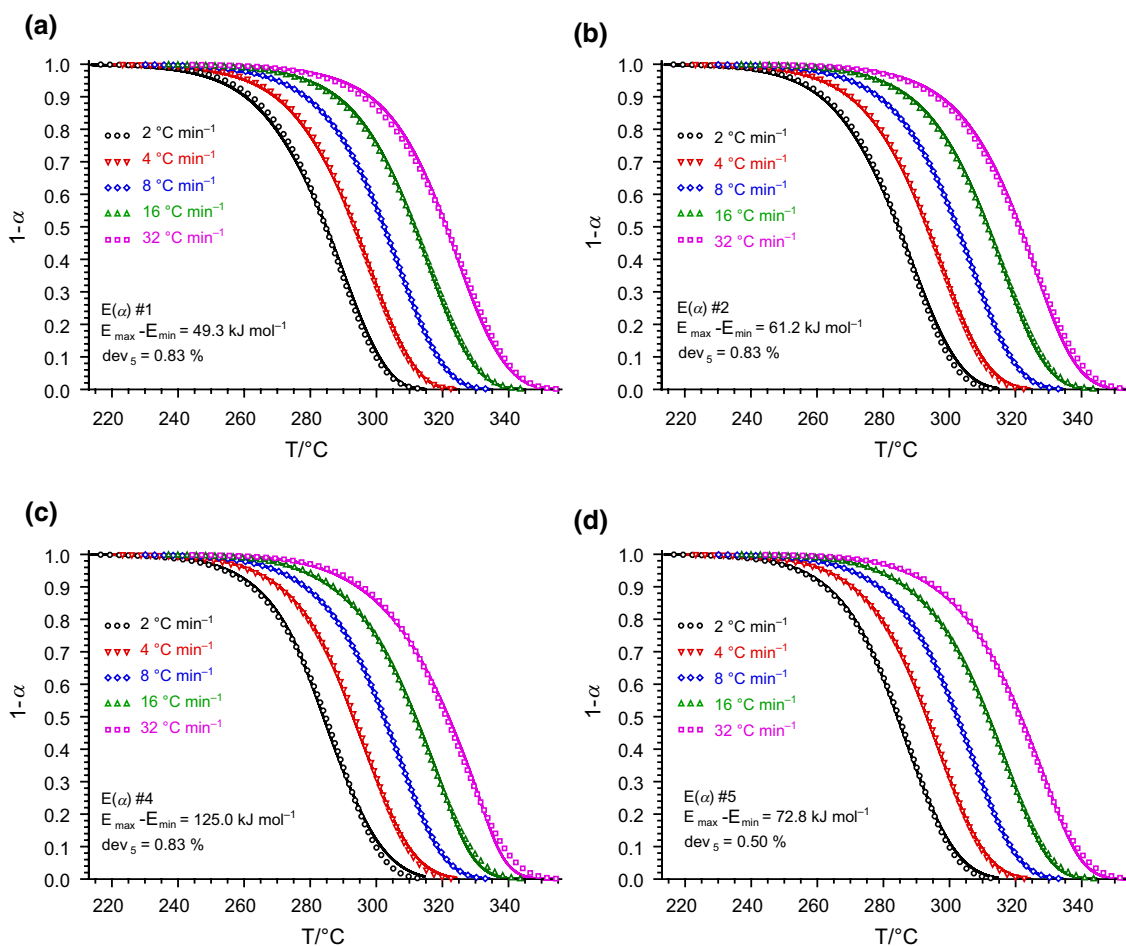 (a)
1.0
0.9
0.8
0.7
0.6
0.5
0.4
0.3
0.2
0.1
0.0
1-α
2 °C min⁻¹
4 °C min⁻¹
8 °C min⁻¹
16 °C min⁻¹
32 °C min⁻¹
E(α) #1
E max -E min = 49.3 kJ mol⁻¹
dev 5 = 0.83 %
220 240 260 280 300 320 340
T/°C
(b)
1.0
0.9
0.8
0.7
0.6
0.5
0.4
0.3
0.2
0.1
0.0
1-α
2 °C min⁻¹
4 °C min⁻¹
8 °C min⁻¹
16 °C min⁻¹
32 °C min⁻¹
E(α) #2
E max -E min = 61.2 kJ mol⁻¹
dev 5 = 0.83 %
220 240 260 280 300 320 340
T/°C
(c)
1.0
0.9
0.8
0.7
0.6
0.5
0.4
0.3
0.2
0.1
0
1-α
2 °C min⁻¹
4 °C min⁻¹
8 °C min⁻¹
16 °C min⁻¹
32 °C min⁻¹
E(α) #4
E max -E min = 125.0 kJ mol⁻¹
dev 5 = 0.83 %
220 240 260 280 300 320 340
T/°C
(d)
1.0
0.9
0.8
0.7
0.6
0.5
0.4
0.3
0.2
0.1
0.0
1-α
2 °C min⁻¹
4 °C min⁻¹
8 °C min⁻¹
16 °C min⁻¹
32 °C min⁻¹
E(α) #5
E max -E min = 72.8 kJ mol⁻¹
dev 5 = 0.50 %
220 240 260 280 300 320 340
T/°C